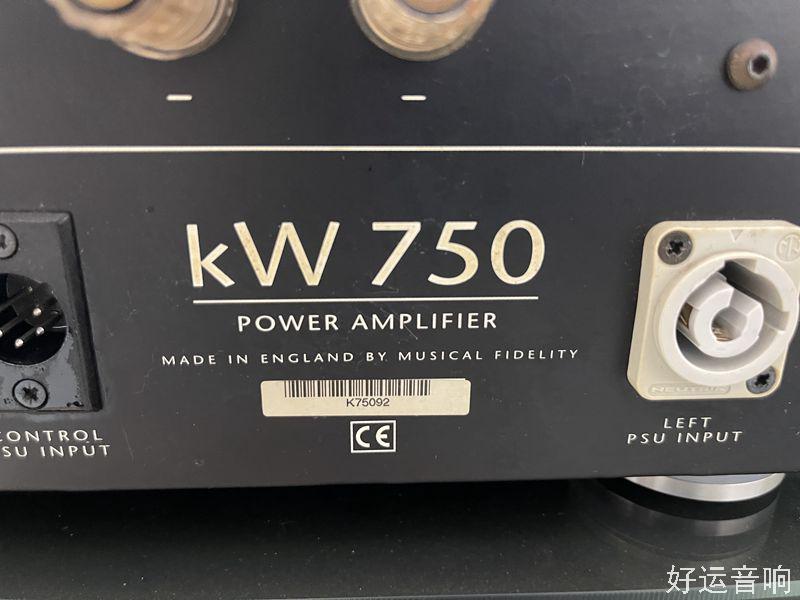 kW 750
POWER AMPLIFIER
MADE IN ENGLAND BY MUSICAL FIDELITY
K75092
CE
CONTROL
SU INPUT
LEFT
PSU INPUT
NEUTRIK
好运音响